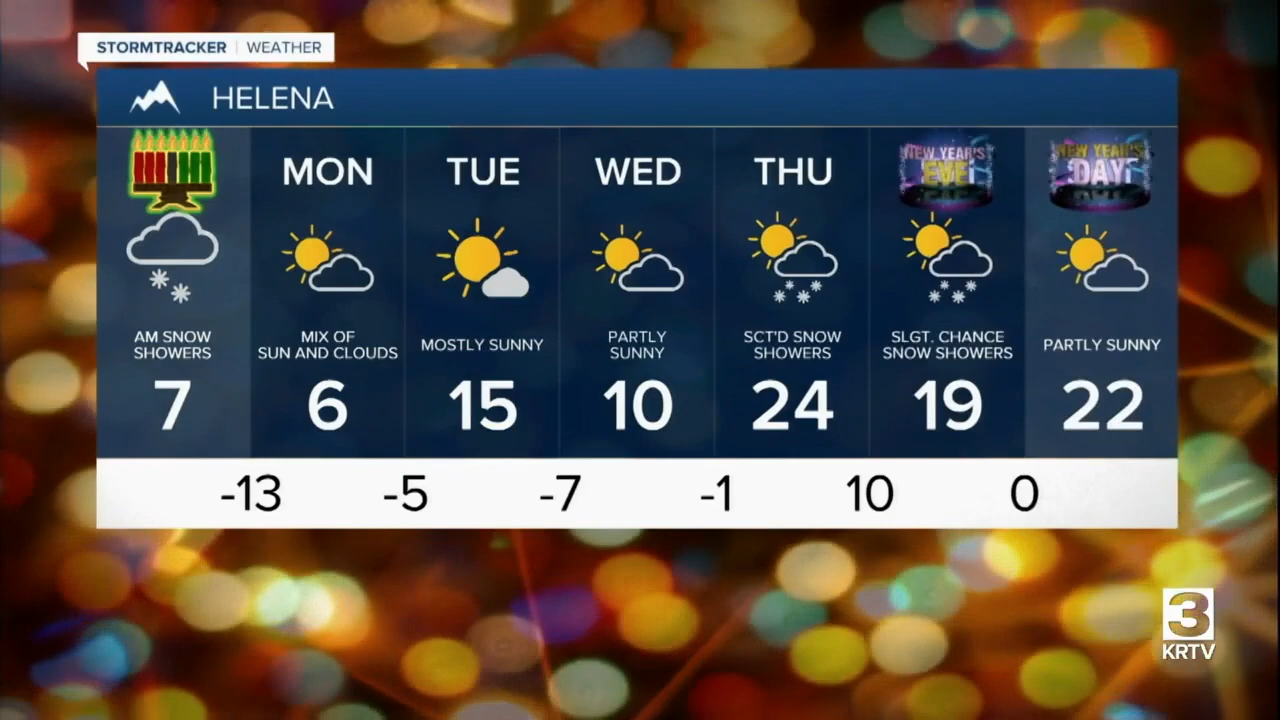 STORMTRACKER | WEATHER
HELENA
MON
TUE
WED
THU
NEW YEAR'S
EVE
NEW YEAR'S
DAY
AM SNOW
SHOWERS
MIX OF
SUN AND CLOUDS
MOSTLY SUNNY
PARTLY
SUNNY
SCT'D SNOW
SHOWERS
SLGT. CHANCE
SNOW SHOWERS
PARTLY SUNNY
7 6 15 10 24 19 22
-13 -5 -7 -1 10 0
3
KRTV